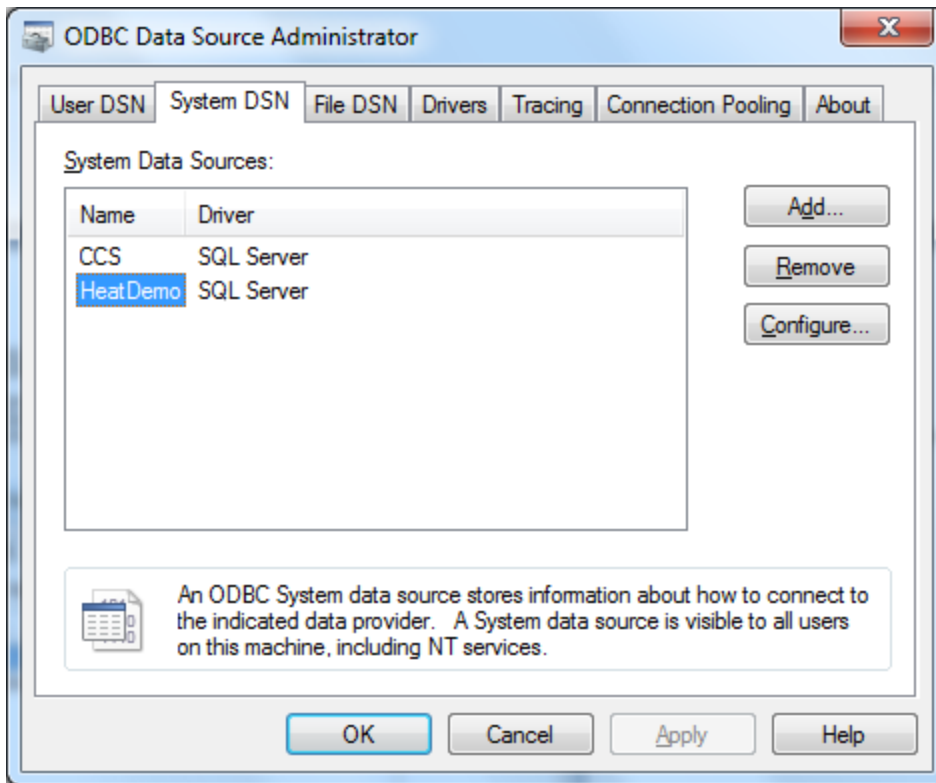 ODBC Data Source Administrator
User DSN System DSN File DSN Drivers Tracing Connection Pooling About
System Data Sources:
Name Driver
CCS SQL Server
HeatDemo SQL Server
Add...
Remove
Configure...
An ODBC System data source stores information about how to connect to
the indicated data provider. A System data source is visible to all users
on this machine, including NT services.
OK Cancel Apply Help